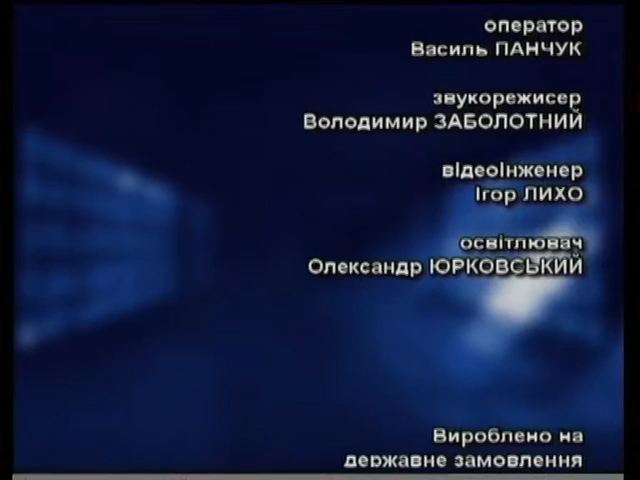 оператор
Василь ПАНЧУК
звукорежисер
Володимир ЗАБОЛОТНИЙ
відеоінженер
Ігор ЛИХО
освітлювач
Олександр ЮРКОВСЬКИЙ
Вироблено на
державне замовлення